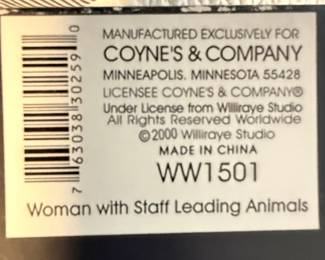 MANUFACTURED EXCLUSIVELY FOR
COYNE'S & COMPANY
MINNEAPOLIS, MINNESOTA 55428
LICENSEE COYNE'S & COMPANY®
Under License from Williraye Studio
All Rights Reserved Worldwide
©2000 Williraye Studio
MADE IN CHINA
WW1501
7 63038 30259 0
Woman with Staff Leading Animals